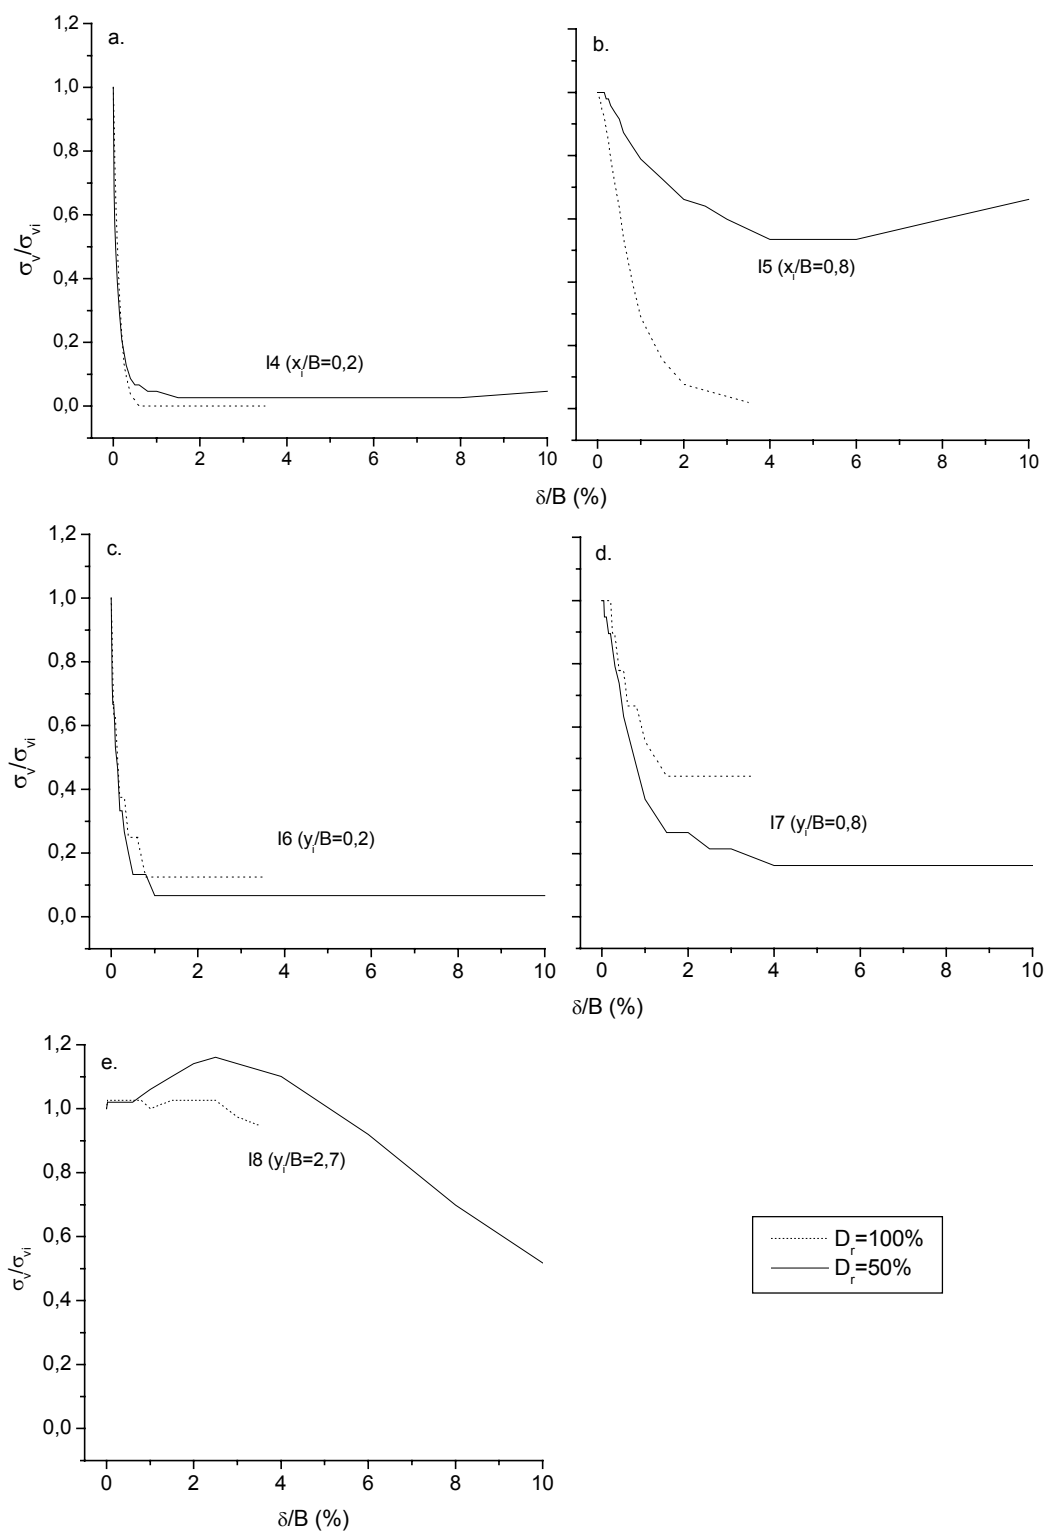 a.
b.
1,2
1,0
0,8
0,6
0,4
0,2
0,0
σv/σvi
I4 (xi/B=0,2)
I5 (xi/B=0,8)
0 2 4 6 8 10
0 2 4 6 8 10
δ/B (%)
c.
d.
1,2
1,0
0,8
0,6
0,4
0,2
0,0
σv/σvi
I6 (yi/B=0,2)
I7 (yi/B=0,8)
0 2 4 6 8 10
0 2 4 6 8 10
δ/B (%)
e.
1,2
1,0
0,8
0,6
0,4
0,2
0,0
σv/σvi
I8 (yi/B=2,7)
0 2 4 6 8 10
δ/B (%)
Dr=100%
Dr=50%